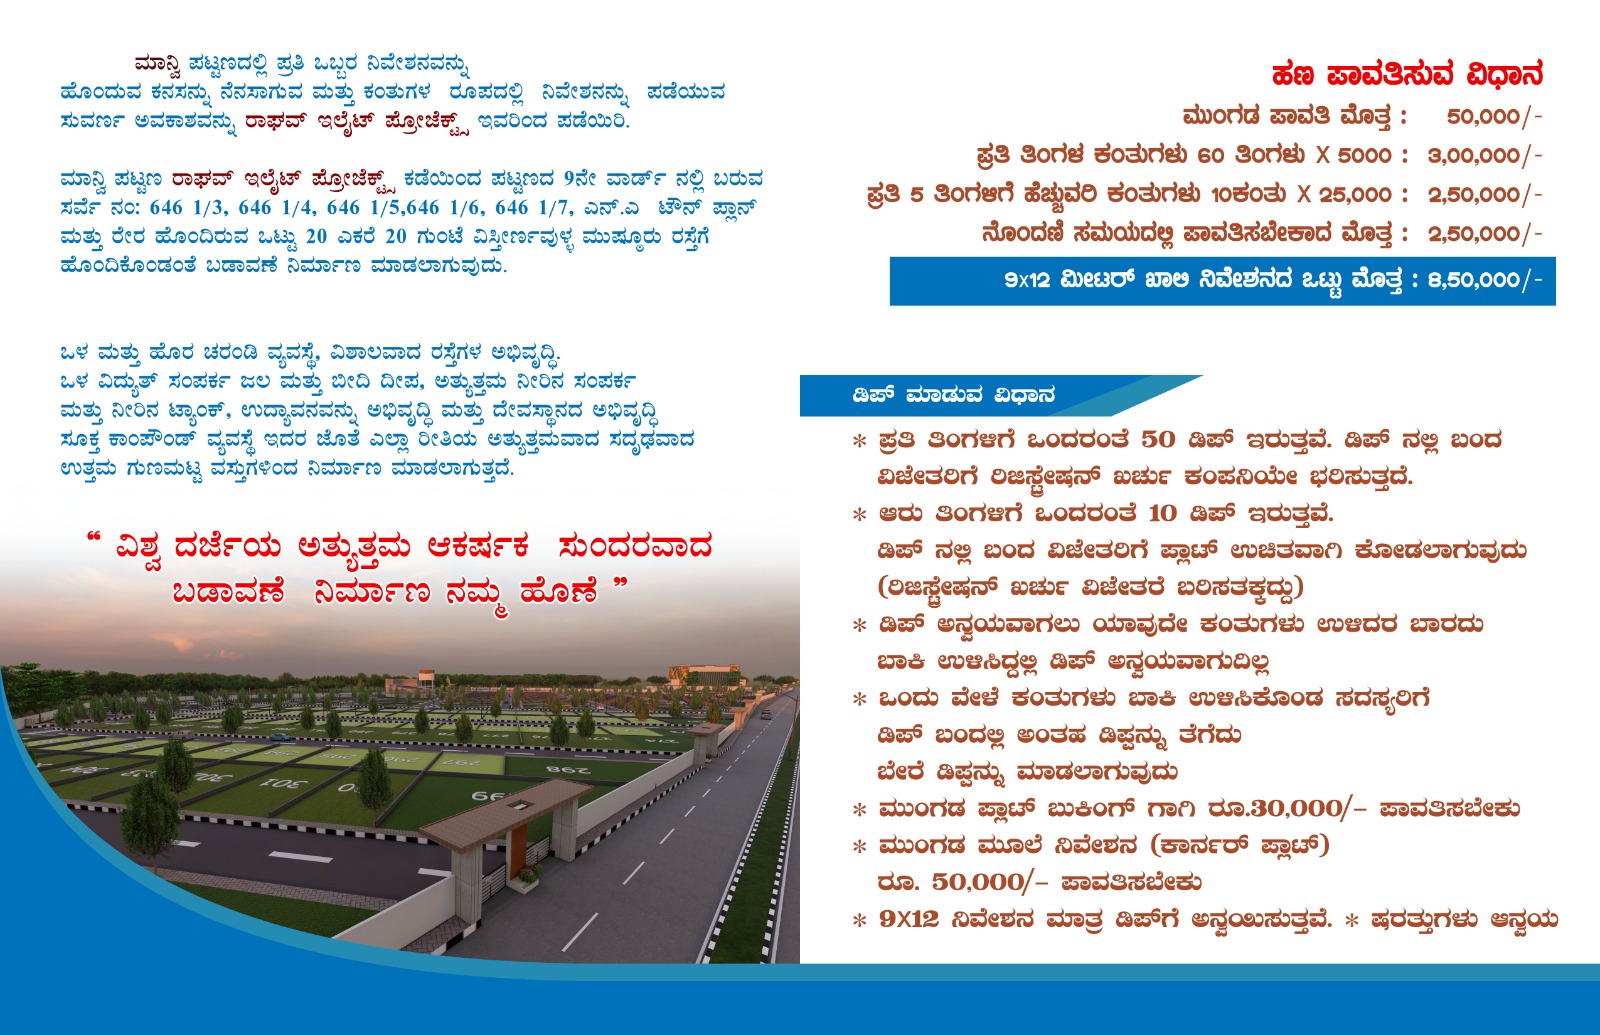 ಮಾನ್ವಿ ಪಟ್ಟಣದಲ್ಲಿ ಪ್ರತಿ ಒಬ್ಬರ ನಿವೇಶನವನ್ನು
ಹೊಂದುವ ಕನಸನ್ನು ನೆನಸಾಗುವ ಮತ್ತು ಕಂತುಗಳ ರೂಪದಲ್ಲಿ ನಿವೇಶನನ್ನು ಪಡೆಯುವ
ಸುವರ್ಣ ಅವಕಾಶವನ್ನು ರಾಘವ್ ಇಲೈಟ್ ಪ್ರೋಜೆಕ್ಟ್ಸ್ ಇವರಿಂದ ಪಡೆಯಿರಿ.
ಮಾನ್ವಿ ಪಟ್ಟಣ ರಾಘವ್ ಇಲೈಟ್ ಪ್ರೋಜೆಕ್ಟ್ಸ್ ಕಡೆಯಿಂದ ಪಟ್ಟಣದ 9ನೇ ವಾರ್ಡ್ ನಲ್ಲಿ ಬರುವ
ಸರ್ವೆ ನಂ: 646 1/3, 646 1/4, 646 1/5,646 1/6, 646 1/7, ಎನ್.ಎ ಟೌನ್ ಪ್ಲಾನ್
ಮತ್ತು ರೇರ ಹೊಂದಿರುವ ಒಟ್ಟು 20 ಎಕರೆ 20 ಗುಂಟೆ ವಿಸ್ತೀರ್ಣವುಳ್ಳ ಮುಷ್ಟೂರು ರಸ್ತೆಗೆ
ಹೊಂದಿಕೊಂಡಂತೆ ಬಡಾವಣೆ ನಿರ್ಮಾಣ ಮಾಡಲಾಗುವುದು.
ಒಳ ಮತ್ತು ಹೊರ ಚರಂಡಿ ವ್ಯವಸ್ಥೆ, ವಿಶಾಲವಾದ ರಸ್ತೆಗಳ ಅಭಿವೃದ್ಧಿ.
ಒಳ ವಿದ್ಯುತ್ ಸಂಪರ್ಕ ಜಲ ಮತ್ತು ಬೀದಿ ದೀಪ, ಅತ್ಯುತ್ತಮ ನೀರಿನ ಸಂಪರ್ಕ
ಮತ್ತು ನೀರಿನ ಟ್ಯಾಂಕ್, ಉದ್ಯಾವನವನ್ನು ಅಭಿವೃದ್ಧಿ ಮತ್ತು ದೇವಸ್ಥಾನದ ಅಭಿವೃದ್ಧಿ
ಸೂಕ್ತ ಕಾಂಪೌಂಡ್ ವ್ಯವಸ್ಥೆ ಇದರ ಜೊತೆ ಎಲ್ಲಾ ರೀತಿಯ ಅತ್ಯುತ್ತಮವಾದ ಸದೃಢವಾದ
ಉತ್ತಮ ಗುಣಮಟ್ಟ ವಸ್ತುಗಳಿಂದ ನಿರ್ಮಾಣ ಮಾಡಲಾಗುತ್ತದೆ.
“ ವಿಶ್ವ ದರ್ಜೆಯ ಅತ್ಯುತ್ತಮ ಆಕರ್ಷಕ ಸುಂದರವಾದ
ಬಡಾವಣೆ ನಿರ್ಮಾಣ ನಮ್ಮ ಹೊಣೆ ”
301
297
298
ಹಣ ಪಾವತಿಸುವ ವಿಧಾನ
ಮುಂಗಡ ಪಾವತಿ ಮೊತ್ತ : 50,000/-
ಪ್ರತಿ ತಿಂಗಳ ಕಂತುಗಳು 60 ತಿಂಗಳು X 5000 : 3,00,000/-
ಪ್ರತಿ 5 ತಿಂಗಳಿಗೆ ಹೆಚ್ಚುವರಿ ಕಂತುಗಳು 10ಕಂತು X 25,000 : 2,50,000/-
ನೊಂದಣಿ ಸಮಯದಲ್ಲಿ ಪಾವತಿಸಬೇಕಾದ ಮೊತ್ತ : 2,50,000/-
9x12 ಮೀಟರ್ ಖಾಲಿ ನಿವೇಶನದ ಒಟ್ಟು ಮೊತ್ತ : 8,50,000/-
ಡಿಪ್ ಮಾಡುವ ವಿಧಾನ
* ಪ್ರತಿ ತಿಂಗಳಿಗೆ ಒಂದರಂತೆ 50 ಡಿಪ್ ಇರುತ್ತವೆ. ಡಿಪ್ ನಲ್ಲಿ ಬಂದ
ವಿಜೇತರಿಗೆ ರಿಜಿಸ್ಟ್ರೇಷನ್ ಖರ್ಚು ಕಂಪನಿಯೇ ಭರಿಸುತ್ತದೆ.
* ಆರು ತಿಂಗಳಿಗೆ ಒಂದರಂತೆ 10 ಡಿಪ್ ಇರುತ್ತವೆ.
ಡಿಪ್ ನಲ್ಲಿ ಬಂದ ವಿಜೇತರಿಗೆ ಪ್ಲಾಟ್ ಉಚಿತವಾಗಿ ಕೋಡಲಾಗುವುದು
(ರಿಜಿಸ್ಟ್ರೇಷನ್ ಖರ್ಚು ವಿಜೇತರೆ ಬರಿಸತಕ್ಕದ್ದು)
* ಡಿಪ್ ಅನ್ವಯವಾಗಲು ಯಾವುದೇ ಕಂತುಗಳು ಉಳಿದರ ಬಾರದು
ಬಾಕಿ ಉಳಿಸಿದ್ದಲ್ಲಿ ಡಿಪ್ ಅನ್ವಯವಾಗುದಿಲ್ಲ
* ಒಂದು ವೇಳೆ ಕಂತುಗಳು ಬಾಕಿ ಉಳಿಸಿಕೊಂಡ ಸದಸ್ಯರಿಗೆ
ಡಿಪ್ ಬಂದಲ್ಲಿ ಅಂತಹ ಡಿಪ್ಪನ್ನು ತೆಗೆದು
ಬೇರೆ ಡಿಪ್ಪನ್ನು ಮಾಡಲಾಗುವುದು
* ಮುಂಗಡ ಪ್ಲಾಟ್ ಬುಕಿಂಗ್ ಗಾಗಿ ರೂ.30,000/- ಪಾವತಿಸಬೇಕು
* ಮುಂಗಡ ಮೂಲೆ ನಿವೇಶನ (ಕಾರ್ನರ್ ಪ್ಲಾಟ್)
ರೂ. 50,000/- ಪಾವತಿಸಬೇಕು
* 9X12 ನಿವೇಶನ ಮಾತ್ರ ಡಿಪ್‌ಗೆ ಅನ್ವಯಿಸುತ್ತವೆ. * ಷರತ್ತುಗಳು ಅನ್ವಯ